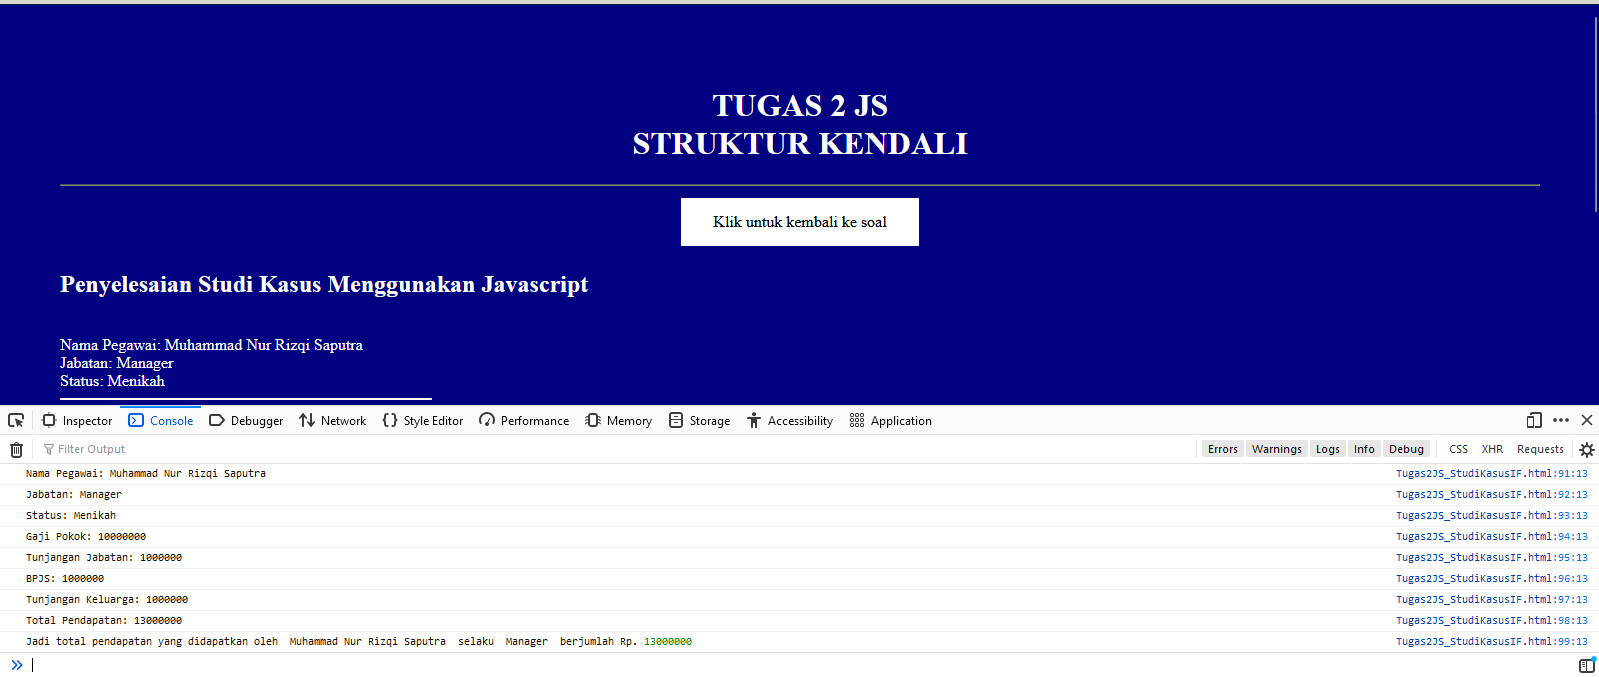 TUGAS 2 JS
STRUKTUR KENDALI
Klik untuk kembali ke soal
Penyelesaian Studi Kasus Menggunakan Javascript
Nama Pegawai: Muhammad Nur Rizqi Saputra
Jabatan: Manager
Status: Menikah
Inspector Console Debugger Network Style Editor Performance Memory Storage Accessibility Application
Filter Output Errors Warnings Logs Info Debug CSS XHR Requests
Nama Pegawai: Muhammad Nur Rizqi Saputra Tugas2JS_StudiKasusIF.html:91:13
Jabatan: Manager Tugas2JS_StudiKasusIF.html:92:13
Status: Menikah Tugas2JS_StudiKasusIF.html:93:13
Gaji Pokok: 10000000 Tugas2JS_StudiKasusIF.html:94:13
Tunjangan Jabatan: 1000000 Tugas2JS_StudiKasusIF.html:95:13
BPJS: 1000000 Tugas2JS_StudiKasusIF.html:96:13
Tunjangan Keluarga: 1000000 Tugas2JS_StudiKasusIF.html:97:13
Total Pendapatan: 13000000 Tugas2JS_StudiKasusIF.html:98:13
Jadi total pendapatan yang didapatkan oleh  Muhammad Nur Rizqi Saputra  selaku  Manager  berjumlah Rp. 13000000 Tugas2JS_StudiKasusIF.html:99:13